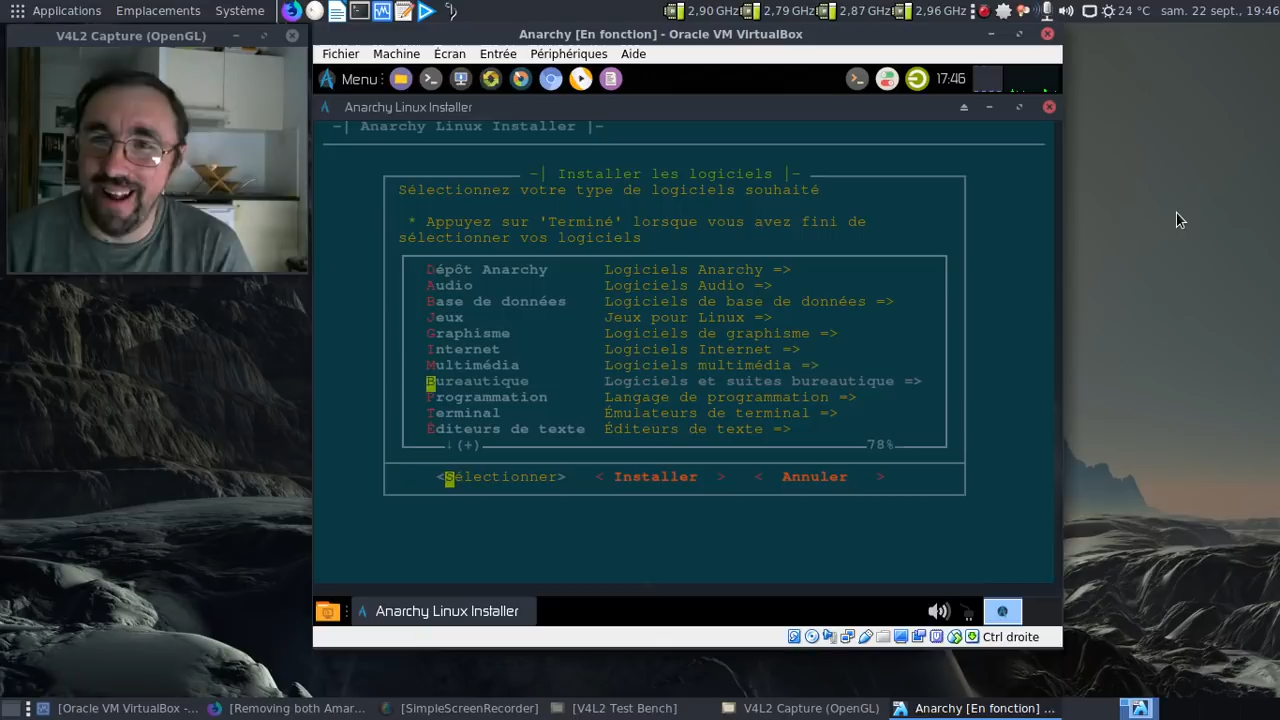 Applications Emplacements Système 2,90 GHz 2,79 GHz 2,87 GHz 2,96 GHz 24 °C sam. 22 sept., 19:46
V4L2 Capture (OpenGL)
Anarchy [En fonction] - Oracle VM VirtualBox
Fichier Machine Écran Entrée Périphériques Aide
Menu 17:46
Anarchy Linux Installer
-| Anarchy Linux Installer |-
-| Installer les logiciels |-
Sélectionnez votre type de logiciels souhaité
* Appuyez sur 'Terminé' lorsque vous avez fini de
sélectionner vos logiciels
Dépôt Anarchy Logiciels Anarchy =>
Audio Logiciels Audio =>
Base de données Logiciels de base de données =>
Jeux Jeux pour Linux =>
Graphisme Logiciels de graphisme =>
Internet Logiciels Internet =>
Multimédia Logiciels multimédia =>
Bureautique Logiciels et suites bureautique =>
Programmation Langage de programmation =>
Terminal Émulateurs de terminal =>
Éditeurs de texte Éditeurs de texte =>
↓(+) 78%
<Sélectionner> < Installer > < Annuler >
Anarchy Linux Installer
Ctrl droite
[Oracle VM VirtualBox -... [Removing both Amar... [SimpleScreenRecorder] [V4L2 Test Bench] V4L2 Capture (OpenGL) Anarchy [En fonction] ...